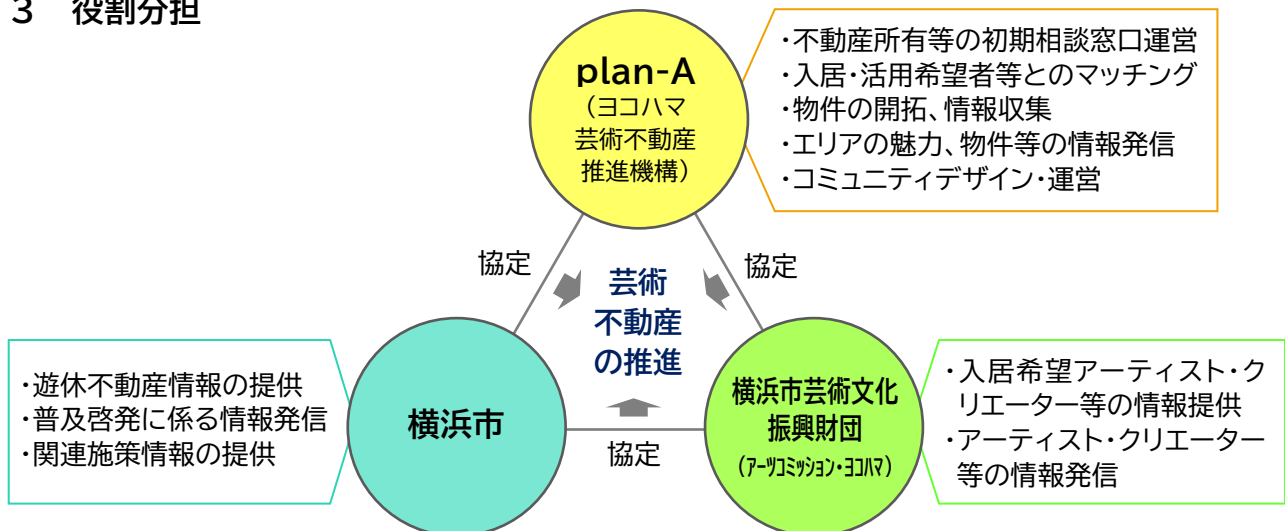 3　役割分担
plan-A
（ヨコハマ
芸術不動産
推進機構）
・不動産所有等の初期相談窓口運営
・入居・活用希望者等とのマッチング
・物件の開拓、情報収集
・エリアの魅力、物件等の情報発信
・コミュニティデザイン・運営
協定
協定
芸術
不動産
の推進
・遊休不動産情報の提供
・普及啓発に係る情報発信
・関連施策情報の提供
横浜市
協定
横浜市芸術文化
振興財団
（アーツコミッション・ヨコハマ）
・入居希望アーティスト・ク
リエーター等の情報提供
・アーティスト・クリエーター
等の情報発信